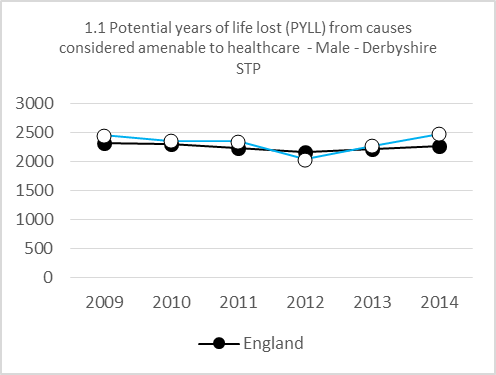 1.1 Potential years of life lost (PYLL) from causes
considered amenable to healthcare - Male - Derbyshire
STP
3000
2500
2000
1500
1000
500
0
2009 2010 2011 2012 2013 2014
England